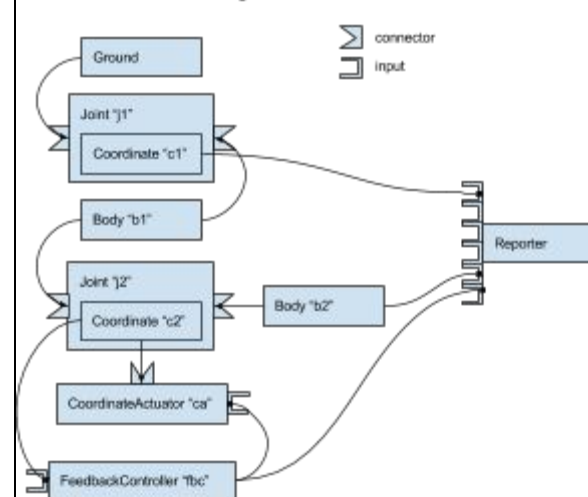 Ground
connector
input
Joint "j1"
Coordinate "c1"
Body "b1"
Reporter
Joint "j2"
Coordinate "c2"
Body "b2"
CoordinateActuator "ca"
FeedbackController "fbc"